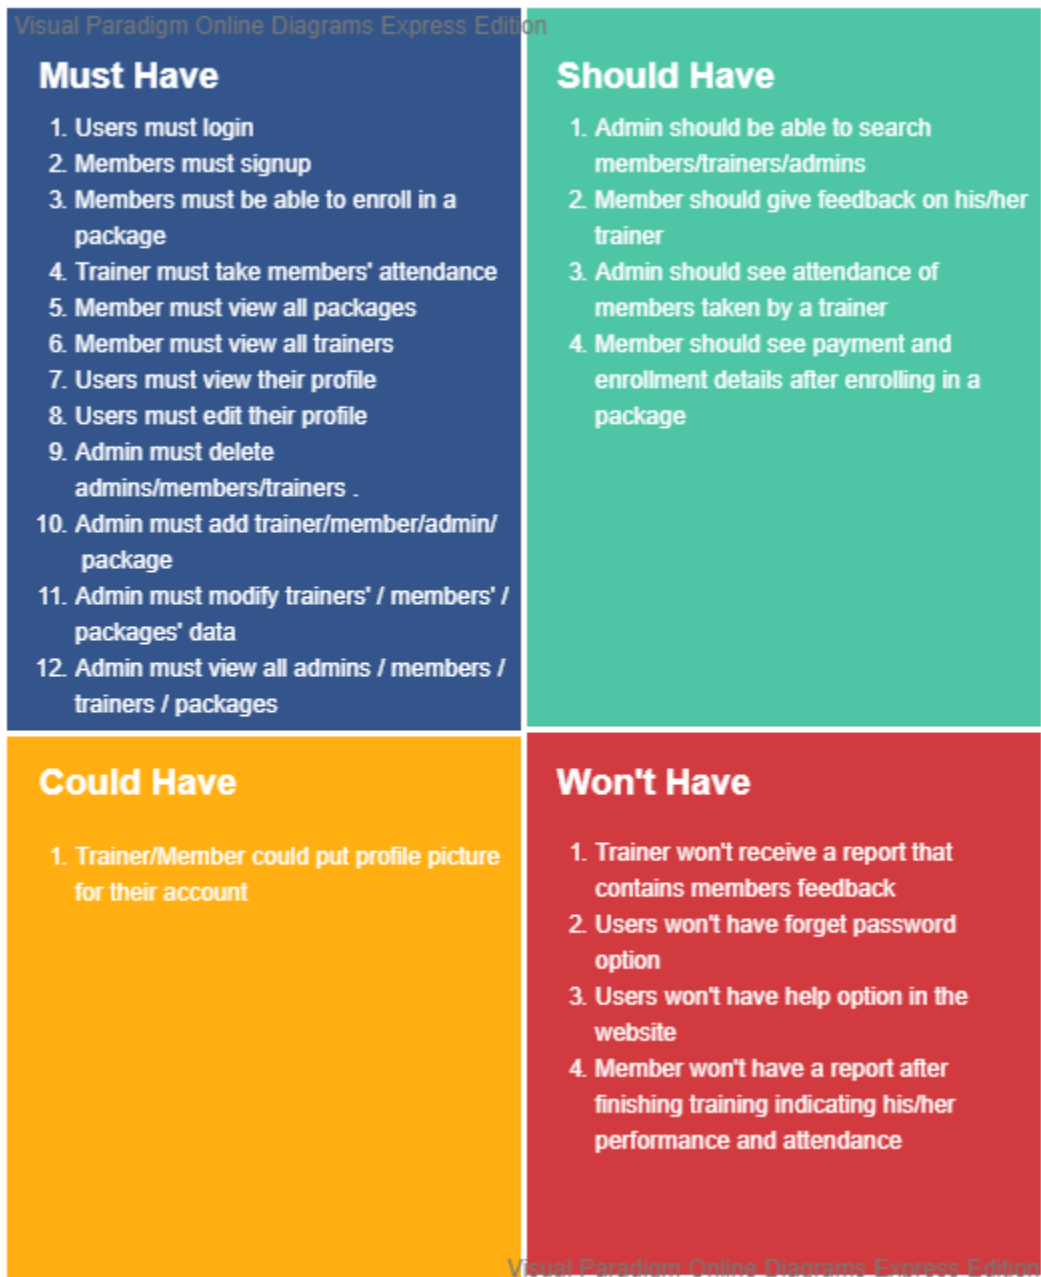 Visual Paradigm Online Diagrams Express Edition
Must Have
1. Users must login
2. Members must signup
3. Members must be able to enroll in a
package
4. Trainer must take members' attendance
5. Member must view all packages
6. Member must view all trainers
7. Users must view their profile
8. Users must edit their profile
9. Admin must delete
admins/members/trainers .
10. Admin must add trainer/member/admin/
package
11. Admin must modify trainers' / members' /
packages' data
12. Admin must view all admins / members /
trainers / packages
Should Have
1. Admin should be able to search
members/trainers/admins
2. Member should give feedback on his/her
trainer
3. Admin should see attendance of
members taken by a trainer
4. Member should see payment and
enrollment details after enrolling in a
package
Could Have
1. Trainer/Member could put profile picture
for their account
Won't Have
1. Trainer won't receive a report that
contains members feedback
2. Users won't have forget password
option
3. Users won't have help option in the
website
4. Member won't have a report after
finishing training indicating his/her
performance and attendance
Visual Paradigm Online Diagrams Express Edition